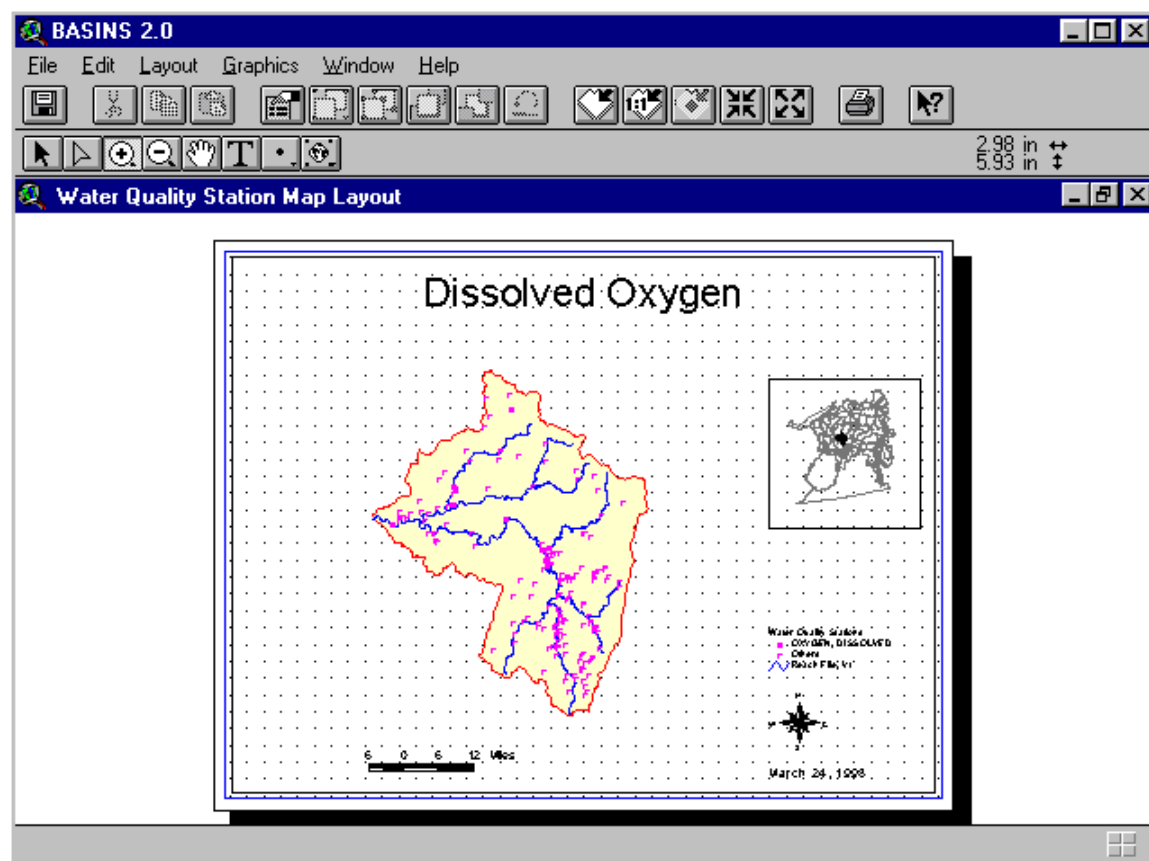 BASINS 2.0
File Edit Layout Graphics Window Help
1:1
?
T
2.98 in
5.93 in
Water Quality Station Map Layout
Dissolved Oxygen
Water Quality Stations
OXYGEN, DISSOLVED
Others
Reach File, V1
N
W E
S
6 0 6 12 Miles
March 24, 1998